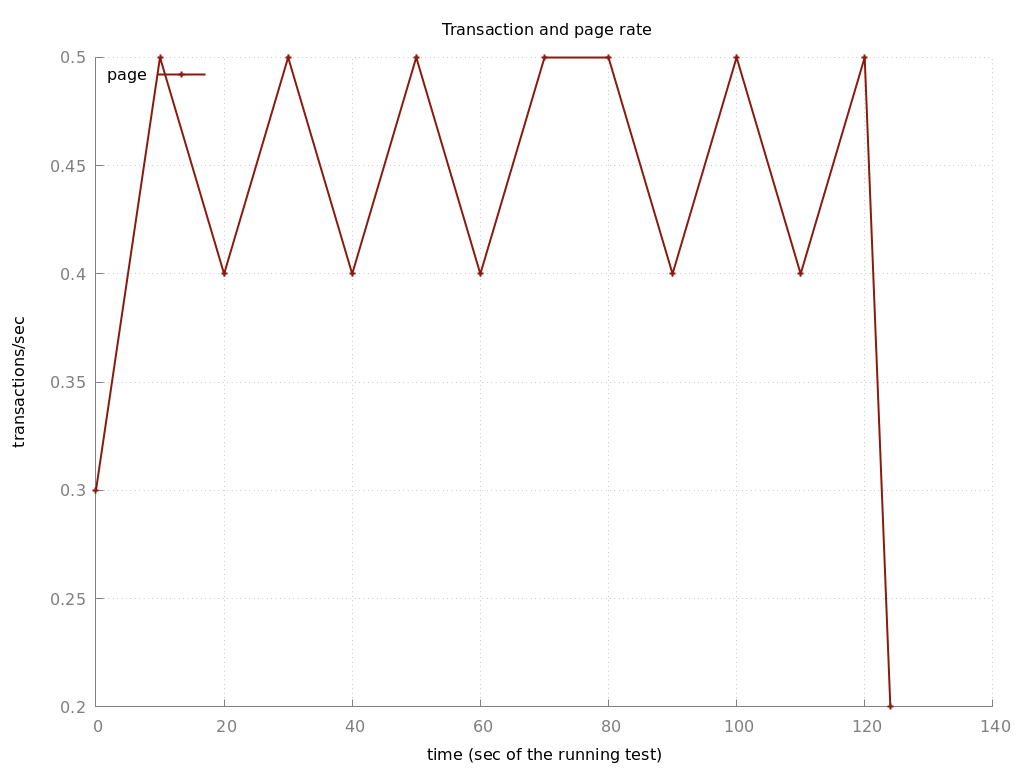 Transaction and page rate
page
0.5
0.45
0.4
0.35
0.3
0.25
0.2
transactions/sec
0 20 40 60 80 100 120 140
time (sec of the running test)